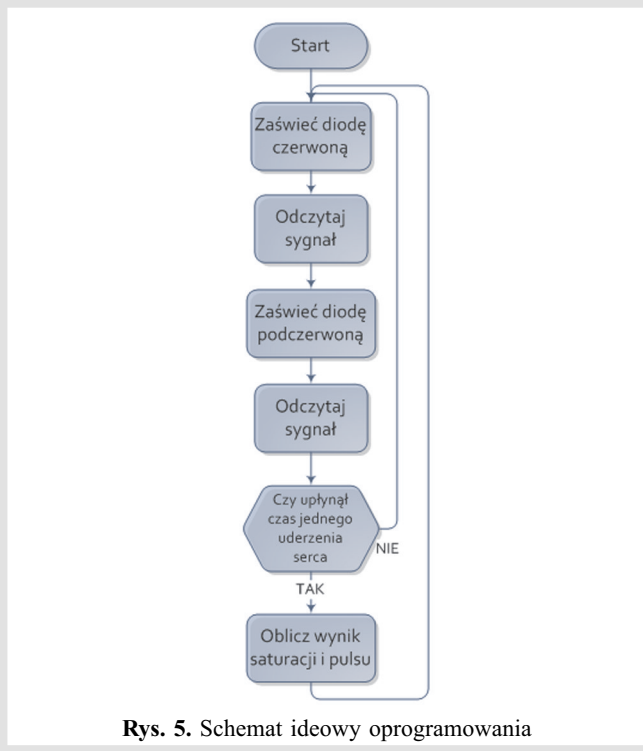 Start
Zaświeć diodę
czerwoną
Odczytaj
sygnał
Zaświeć diodę
podczerwoną
Odczytaj
sygnał
Czy upłynął
czas jednego
uderzenia
serca
NIE
TAK
Oblicz wynik
saturacji i pulsu
Rys. 5. Schemat ideowy oprogramowania